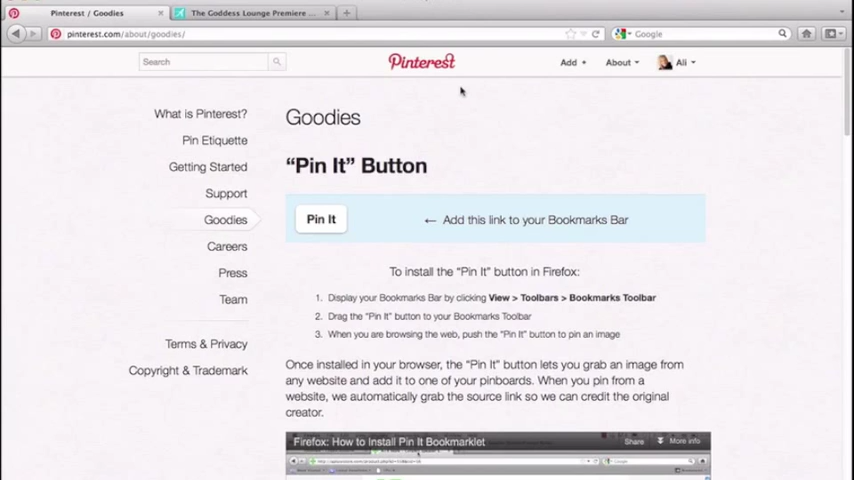 Pinterest / Goodies
The Goddess Lounge Premiere ...
pinterest.com/about/goodies/
Google
Search
Pinterest
Add +
About
Ali
What is Pinterest?
Pin Etiquette
Getting Started
Support
Goodies
Careers
Press
Team
Terms & Privacy
Copyright & Trademark
Goodies
“Pin It” Button
Pin It
← Add this link to your Bookmarks Bar
To install the “Pin It” button in Firefox:
1. Display your Bookmarks Bar by clicking View > Toolbars > Bookmarks Toolbar
2. Drag the “Pin It” button to your Bookmarks Toolbar
3. When you are browsing the web, push the “Pin It” button to pin an image
Once installed in your browser, the “Pin It” button lets you grab an image from
any website and add it to one of your pinboards. When you pin from a
website, we automatically grab the source link so we can credit the original
creator.
Firefox: How to Install Pin It Bookmarklet
Share
More info